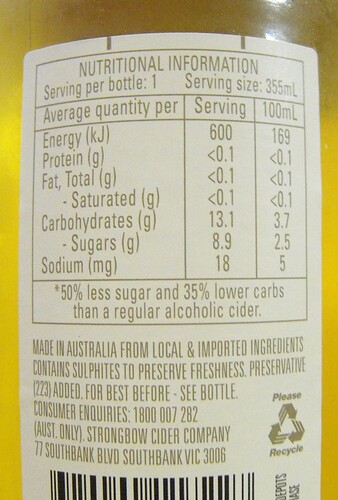 NUTRITIONAL INFORMATION
Serving per bottle: 1 Serving size: 355mL
Average quantity per Serving 100mL
Energy (kJ) 600 169
Protein (g) <0.1 <0.1
Fat, Total (g) <0.1 <0.1
- Saturated (g) <0.1 <0.1
Carbohydrates (g) 13.1 3.7
- Sugars (g) 8.9 2.5
Sodium (mg) 18 5
*50% less sugar and 35% lower carbs
than a regular alcoholic cider.
MADE IN AUSTRALIA FROM LOCAL & IMPORTED INGREDIENTS
CONTAINS SULPHITES TO PRESERVE FRESHNESS. PRESERVATIVE
(223) ADDED. FOR BEST BEFORE - SEE BOTTLE.
CONSUMER ENQUIRIES: 1800 007 282
(AUST. ONLY). STRONGBOW CIDER COMPANY
77 SOUTHBANK BLVD SOUTHBANK VIC 3006
Please
Recycle